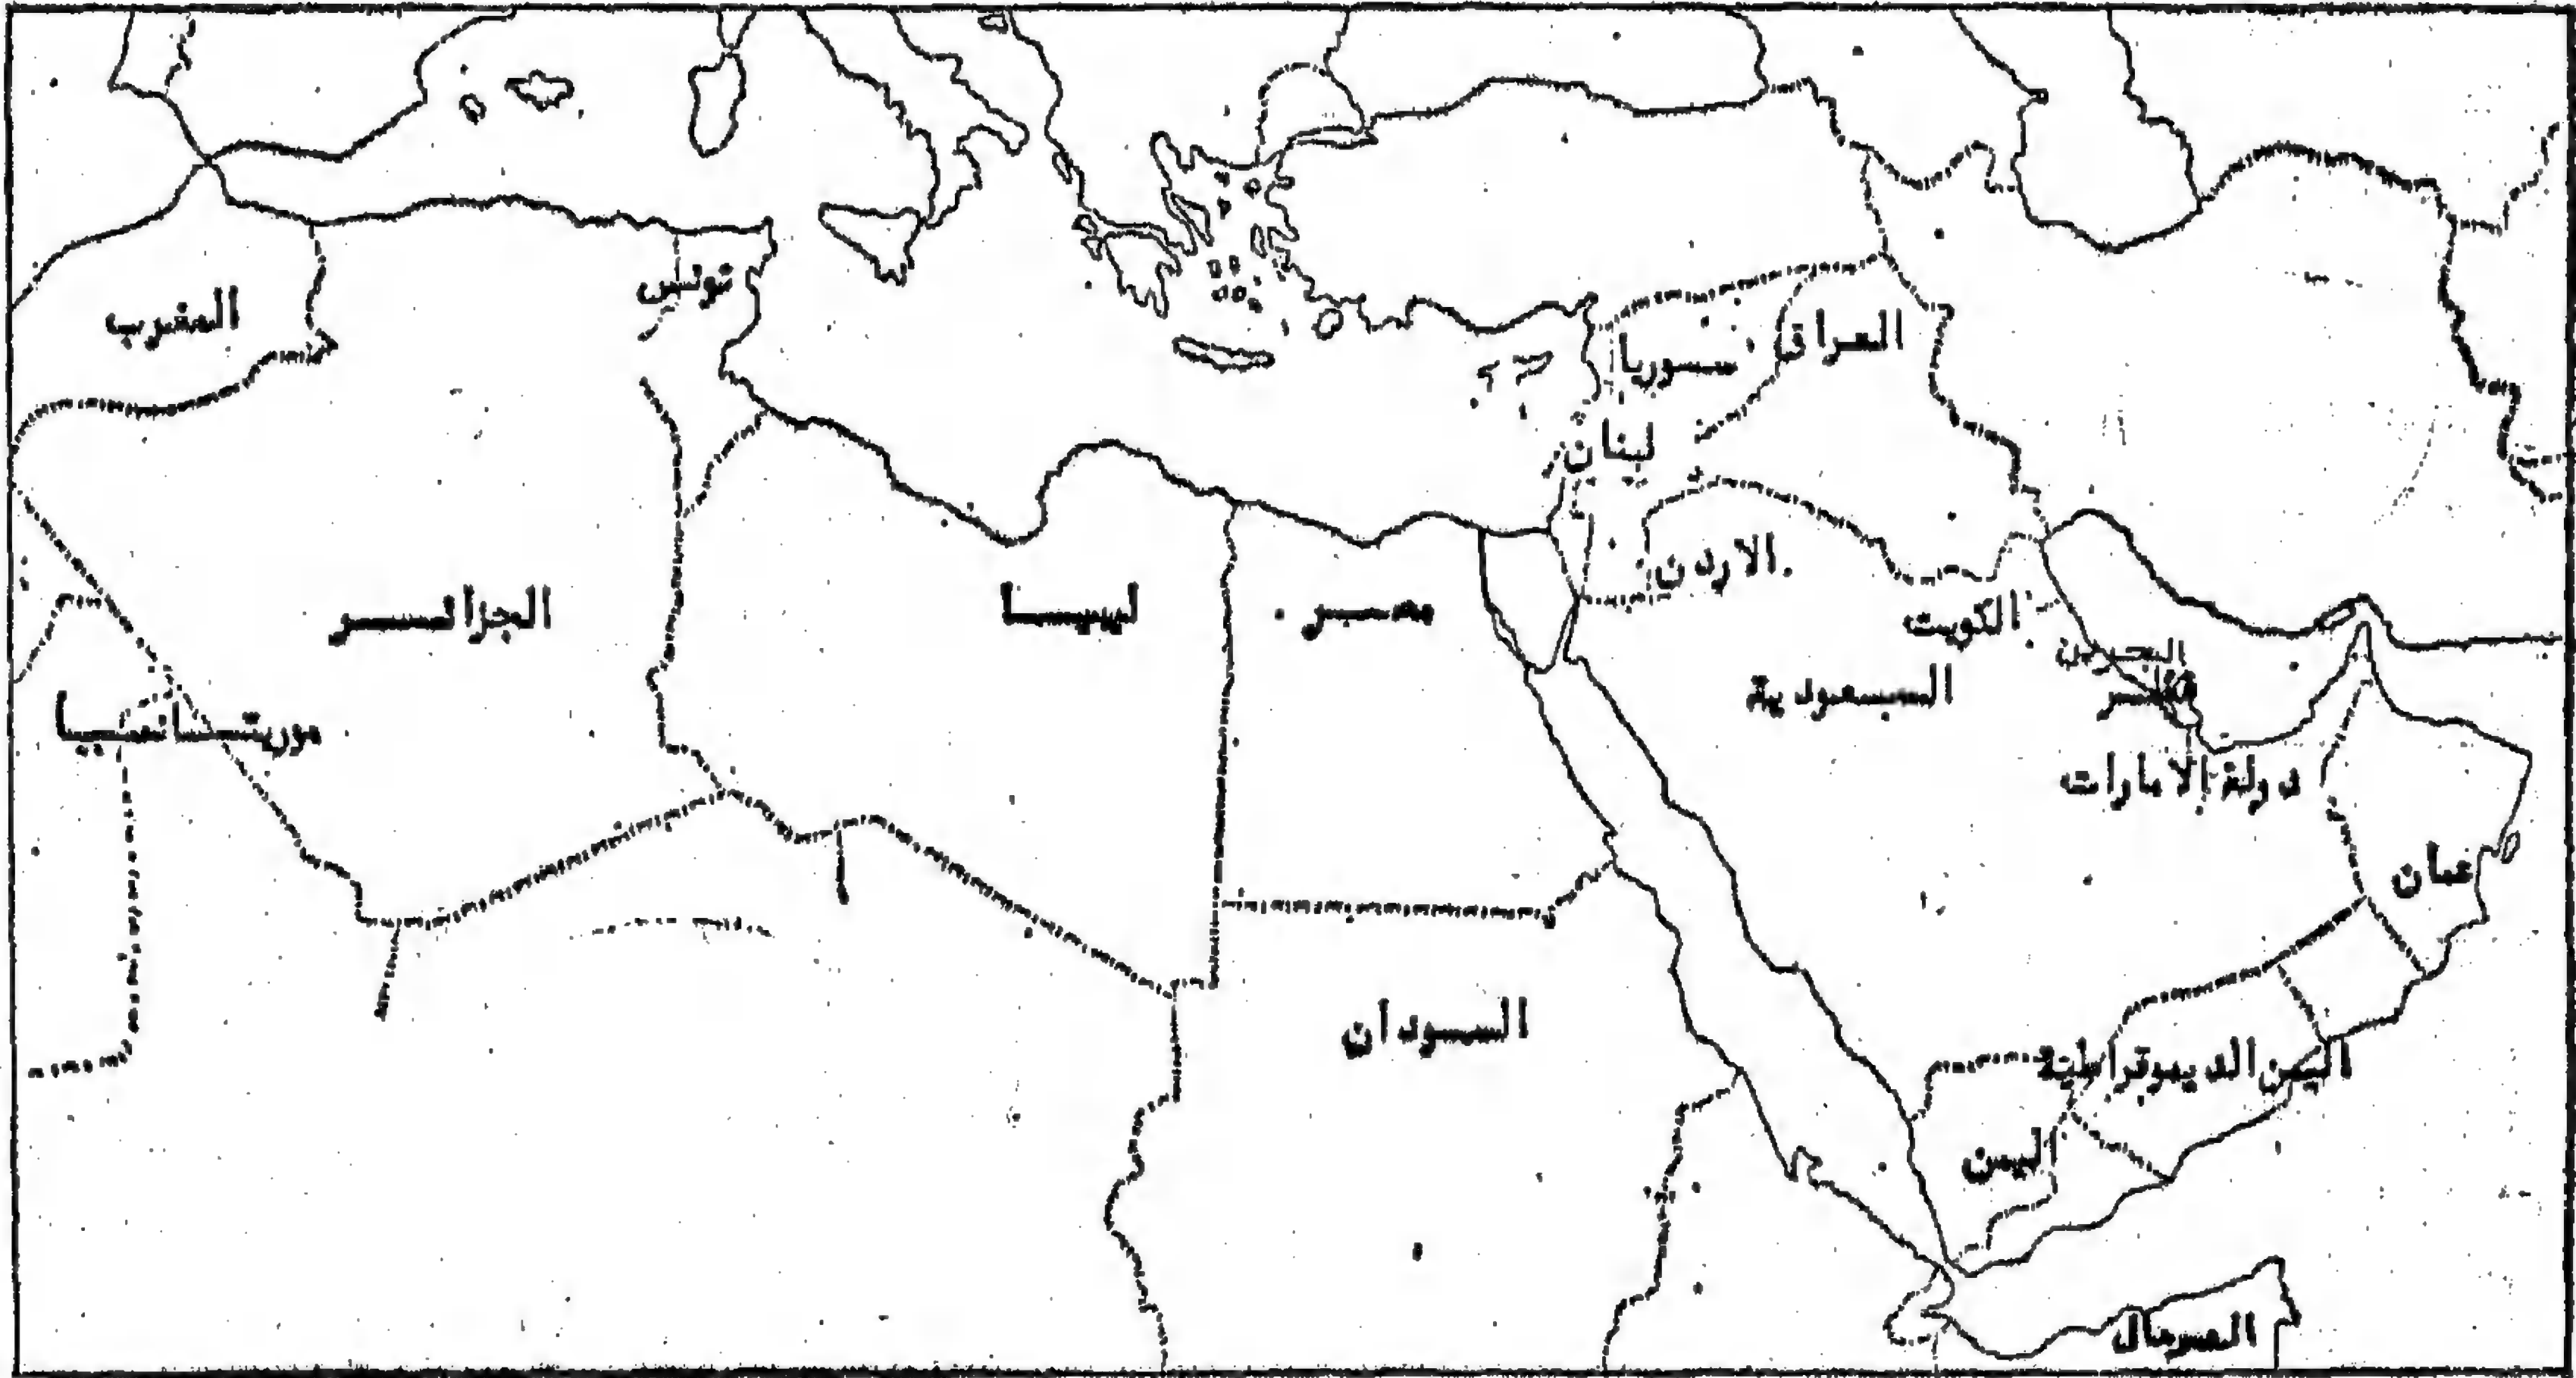 تونس
المغرب
العراق
سوريا
لبنان
الاردن
الجزائر
ليبيا
مصر
الكويت
البحرين
السعودية
قطر
موريتانيا
دولة الامارات
عمان
السودان
اليمن الديموقراطية
اليمن
الصومال